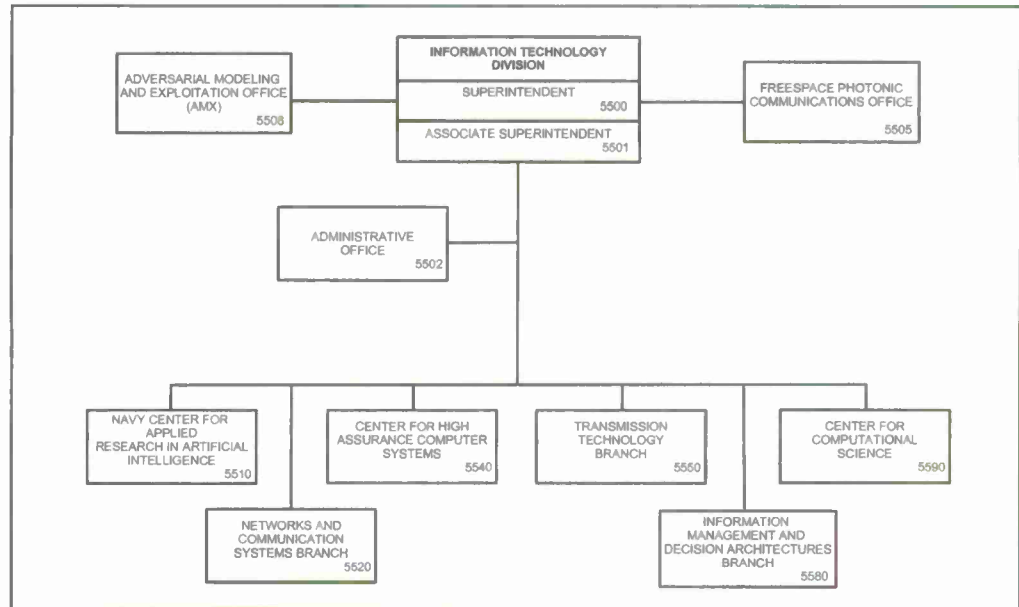 INFORMATION TECHNOLOGY
DIVISION
SUPERINTENDENT
5500
ASSOCIATE SUPERINTENDENT
5501
ADVERSARIAL MODELING
AND EXPLOITATION OFFICE
(AMX)
5508
FREESPACE PHOTONIC
COMMUNICATIONS OFFICE
5505
ADMINISTRATIVE
OFFICE
5502
NAVY CENTER FOR
APPLIED
RESEARCH IN ARTIFICIAL
INTELLIGENCE
5510
CENTER FOR HIGH
ASSURANCE COMPUTER
SYSTEMS
5540
TRANSMISSION
TECHNOLOGY
BRANCH
5550
CENTER FOR
COMPUTATIONAL
SCIENCE
5590
NETWORKS AND
COMMUNICATION
SYSTEMS BRANCH
5520
INFORMATION
MANAGEMENT AND
DECISION ARCHITECTURES
BRANCH
5580